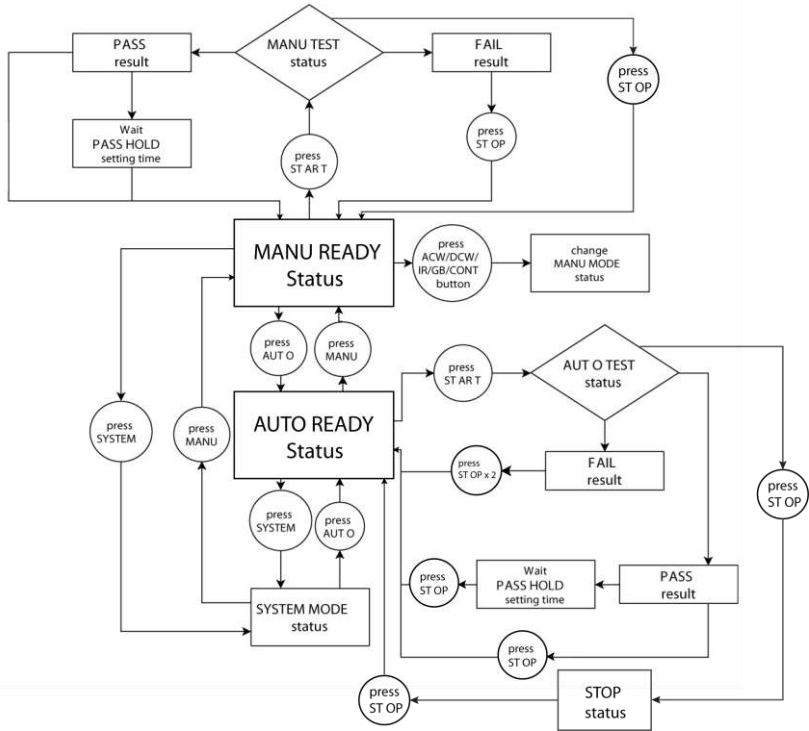 PASS
result
MANU TEST
status
FAIL
result
press
ST OP
Wait
PASS HOLD
setting time
press
ST AR T
press
ST OP
MANU READY
Status
press
ACW/DCW/
IR/GB/CONT
button
change
MANU MODE
status
press
AUT O
press
MANU
press
ST AR T
AUT O TEST
status
press
SYSTEM
press
MANU
AUTO READY
Status
press
ST OP x 2
FAIL
result
press
ST OP
press
SYSTEM
press
AUT O
press
ST OP
Wait
PASS HOLD
setting time
PASS
result
SYSTEM MODE
status
press
ST OP
press
ST OP
STOP
status